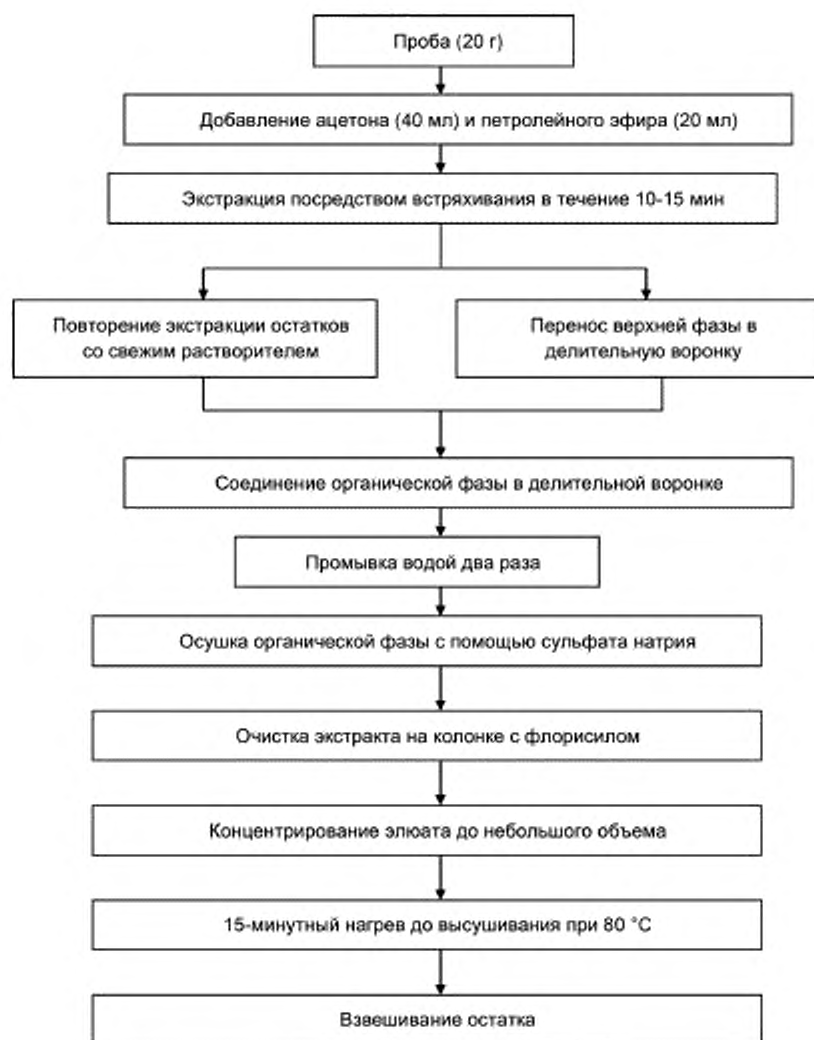 Проба (20 г)
Добавление ацетона (40 мл) и петролейного эфира (20 мл)
Экстракция посредством встряхивания в течение 10-15 мин
Повторение экстракции остатков
со свежим растворителем
Перенос верхней фазы в
делительную воронку
Соединение органической фазы в делительной воронке
Промывка водой два раза
Осушка органической фазы с помощью сульфата натрия
Очистка экстракта на колонке с флорисилом
Концентрирование элюата до небольшого объема
15-минутный нагрев до высушивания при 80 °С
Взвешивание остатка